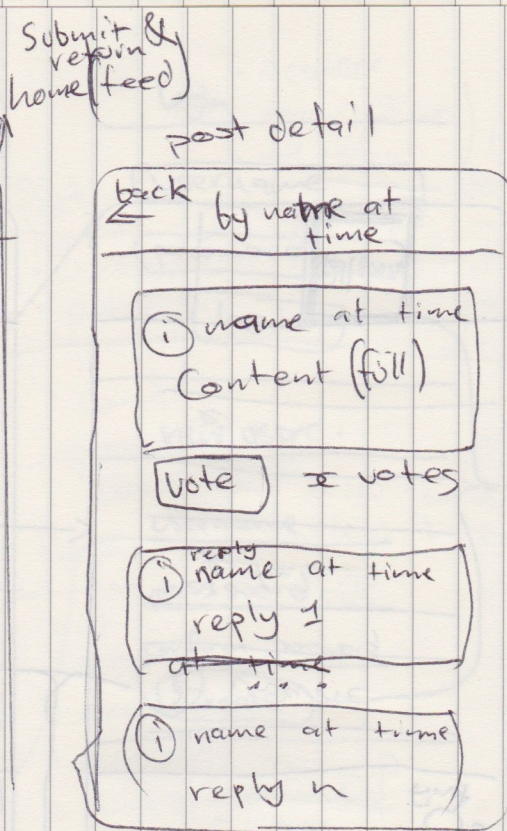 Submit &
return
home (feed)
post detail
back
← by name at
time
i name at time
Content (full)
vote x votes
reply
i name at time
reply 1
at time
...
i name at time
reply n